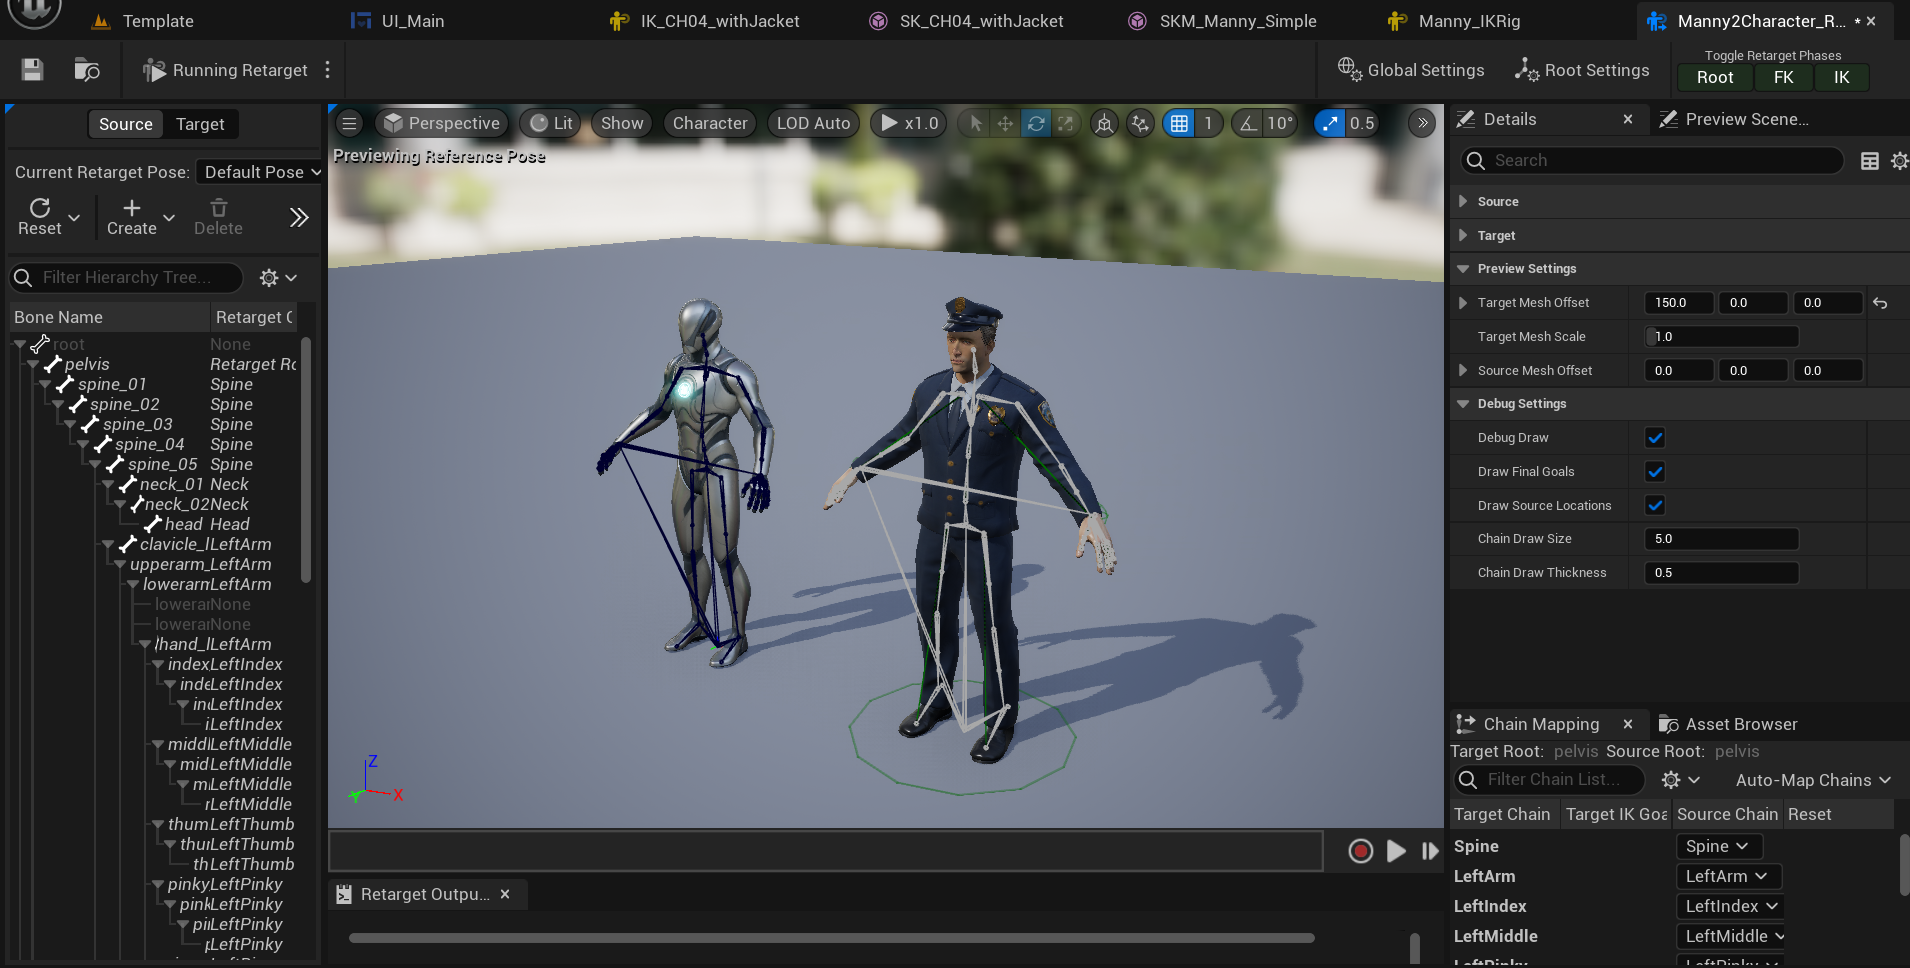 Template
UI_Main
IK_CH04_withJacket
SK_CH04_withJacket
SKM_Manny_Simple
Manny_IKRig
Manny2Character_R... *
Running Retarget
Global Settings
Root Settings
Toggle Retarget Phases
Root FK IK
Source Target
Current Retarget Pose: Default Pose
Reset
Create
Delete
Filter Hierarchy Tree...
Bone Name Retarget C
root None
pelvis Retarget Ro
spine_01 Spine
spine_02 Spine
spine_03 Spine
spine_04 Spine
spine_05 Spine
neck_01 Neck
neck_02 Neck
head Head
clavicle_l LeftArm
upperarm_ LeftArm
lowerarm LeftArm
lowerar None
lowerar None
hand_l LeftArm
index LeftIndex
inde LeftIndex
in LeftIndex
i LeftIndex
middl LeftMiddle
mid LeftMiddle
m LeftMiddle
r LeftMiddle
thum LeftThumb
thu LeftThumb
th LeftThumb
pinky LeftPinky
pink LeftPinky
pi LeftPinky
p LeftPinky
Perspective
Lit
Show
Character
LOD Auto
x1.0
1
10°
0.5
Previewing Reference Pose
Z
Y
X
Retarget Outpu...
Details
Preview Scene...
Search
Source
Target
Preview Settings
Target Mesh Offset 150.0 0.0 0.0
Target Mesh Scale 1.0
Source Mesh Offset 0.0 0.0 0.0
Debug Settings
Debug Draw
Draw Final Goals
Draw Source Locations
Chain Draw Size 5.0
Chain Draw Thickness 0.5
Chain Mapping
Asset Browser
Target Root: pelvis Source Root: pelvis
Filter Chain List...
Auto-Map Chains
Target Chain Target IK Goa Source Chain Reset
Spine Spine
LeftArm LeftArm
LeftIndex LeftIndex
LeftMiddle LeftMiddle
LeftPinky LeftPinky